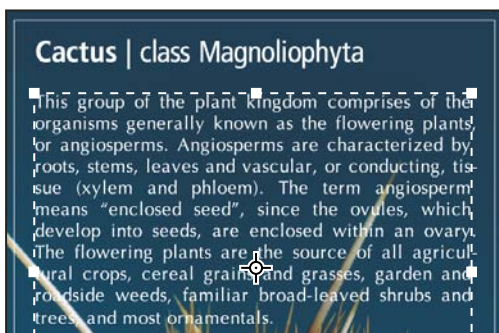 Cactus | class Magnoliophyta
This group of the plant kingdom comprises of the
organisms generally known as the flowering plants,
or angiosperms. Angiosperms are characterized by
roots, stems, leaves and vascular, or conducting, tis-
sue (xylem and phloem). The term angiosperm
means “enclosed seed”, since the ovules, which
develop into seeds, are enclosed within an ovary.
The flowering plants are the source of all agricul-
tural crops, cereal grains and grasses, garden and
roadside weeds, familiar broad-leaved shrubs and
trees, and most ornamentals.